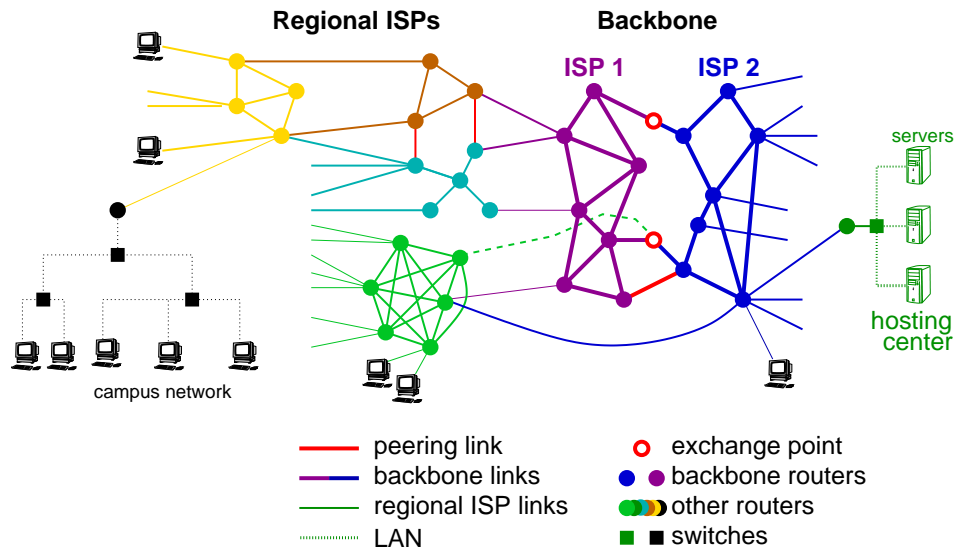 Regional ISPs
Backbone
ISP 1
ISP 2
servers
hosting
center
campus network
peering link
backbone links
regional ISP links
LAN
exchange point
backbone routers
other routers
switches